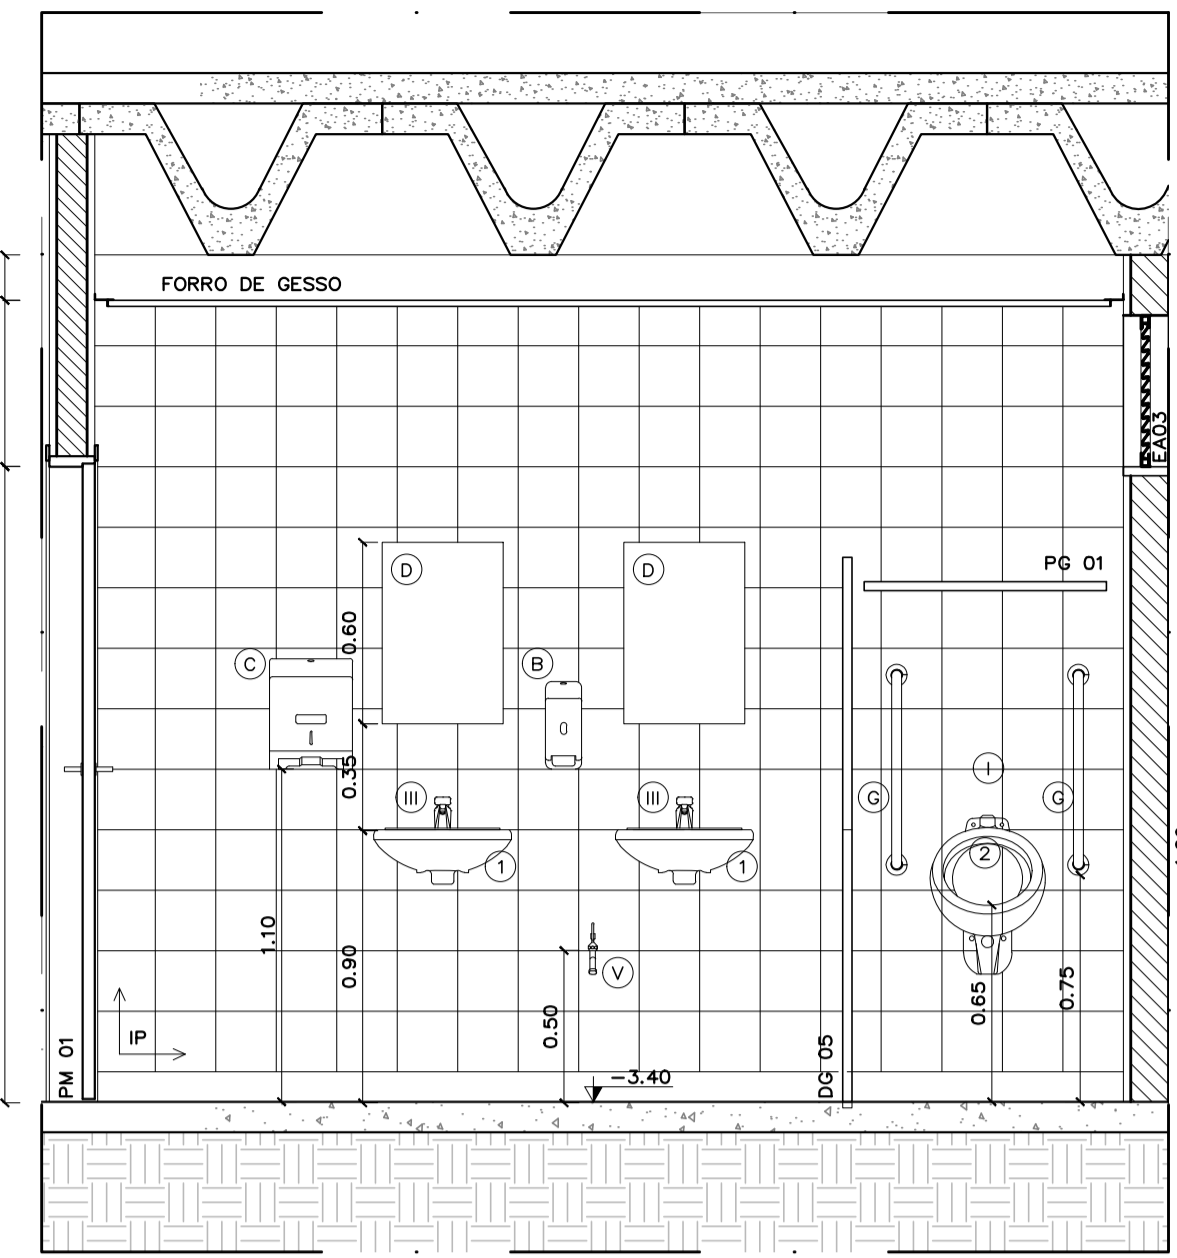 FORRO DE GESSO
EA03
PG 01
D
D
0.60
C
B
0.35
I
III
III
G
G
1
1
2
1.10
0.90
V
0.65
0.75
0.50
IP
PM 01
DG 05
-3.40